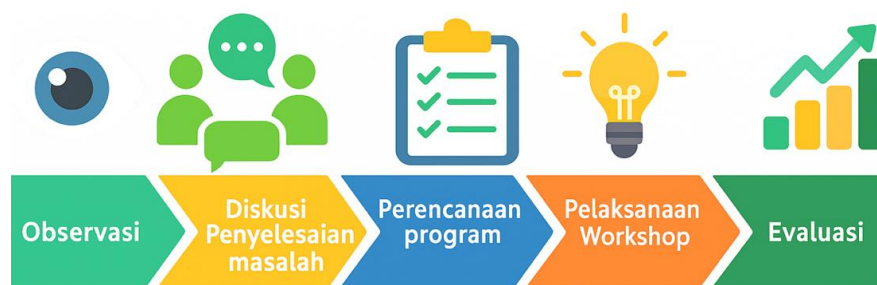 Observasi
Diskusi
Penyelesaian
masalah
Perencanaan
program
Pelaksanaan
Workshop
Evaluasi